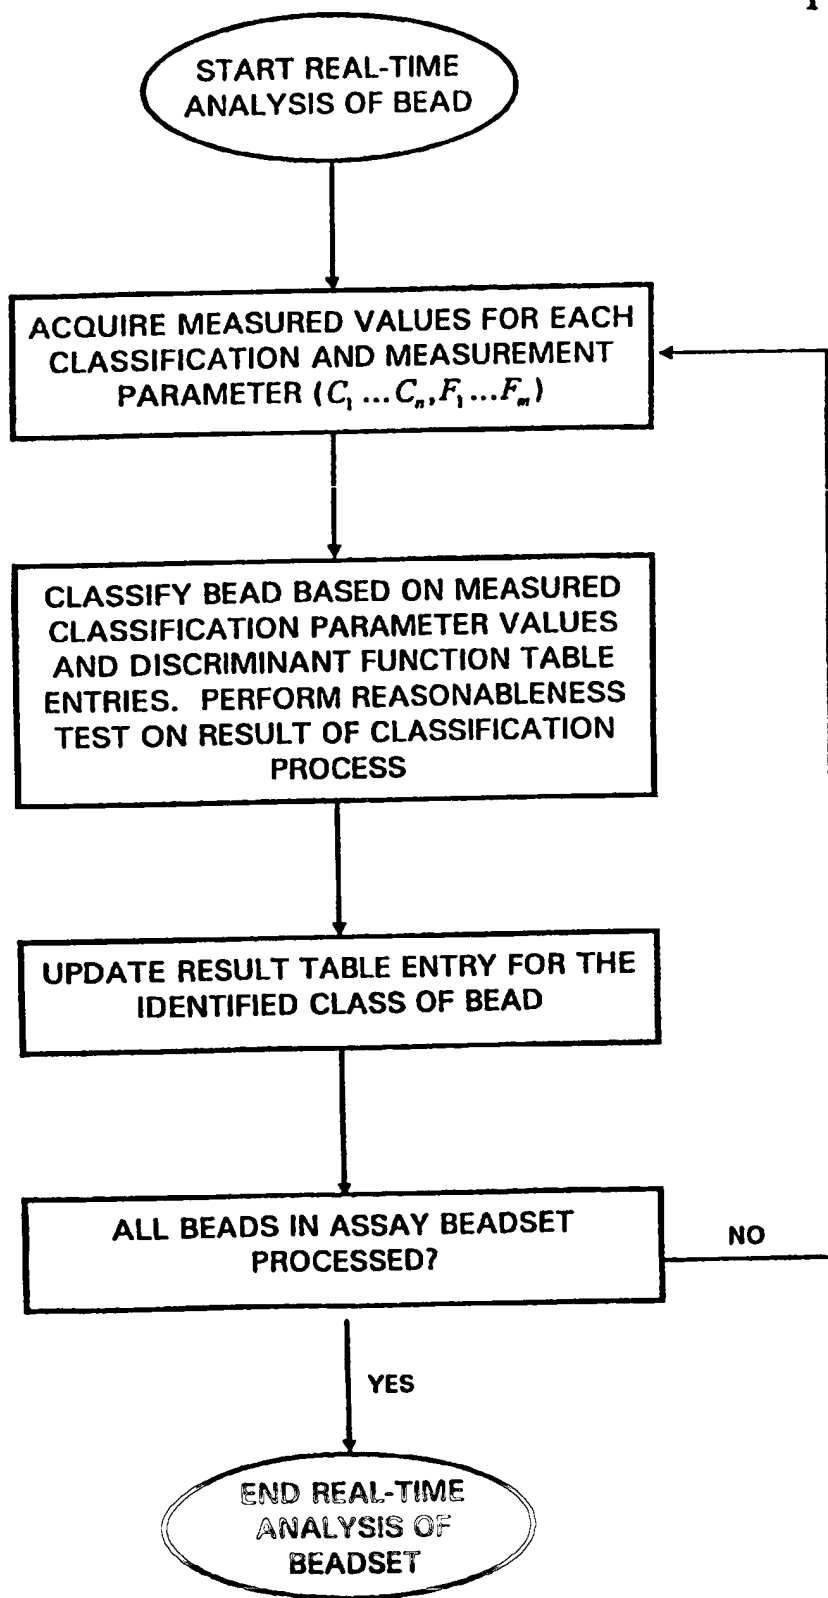 START REAL-TIME
ANALYSIS OF BEAD
ACQUIRE MEASURED VALUES FOR EACH
CLASSIFICATION AND MEASUREMENT
PARAMETER (C₁ ...Cₙ,F₁...Fₘ)
CLASSIFY BEAD BASED ON MEASURED
CLASSIFICATION PARAMETER VALUES
AND DISCRIMINANT FUNCTION TABLE
ENTRIES. PERFORM REASONABLENESS
TEST ON RESULT OF CLASSIFICATION
PROCESS
UPDATE RESULT TABLE ENTRY FOR THE
IDENTIFIED CLASS OF BEAD
ALL BEADS IN ASSAY BEADSET
PROCESSED?
NO
YES
END REAL-TIME
ANALYSIS OF
BEADSET